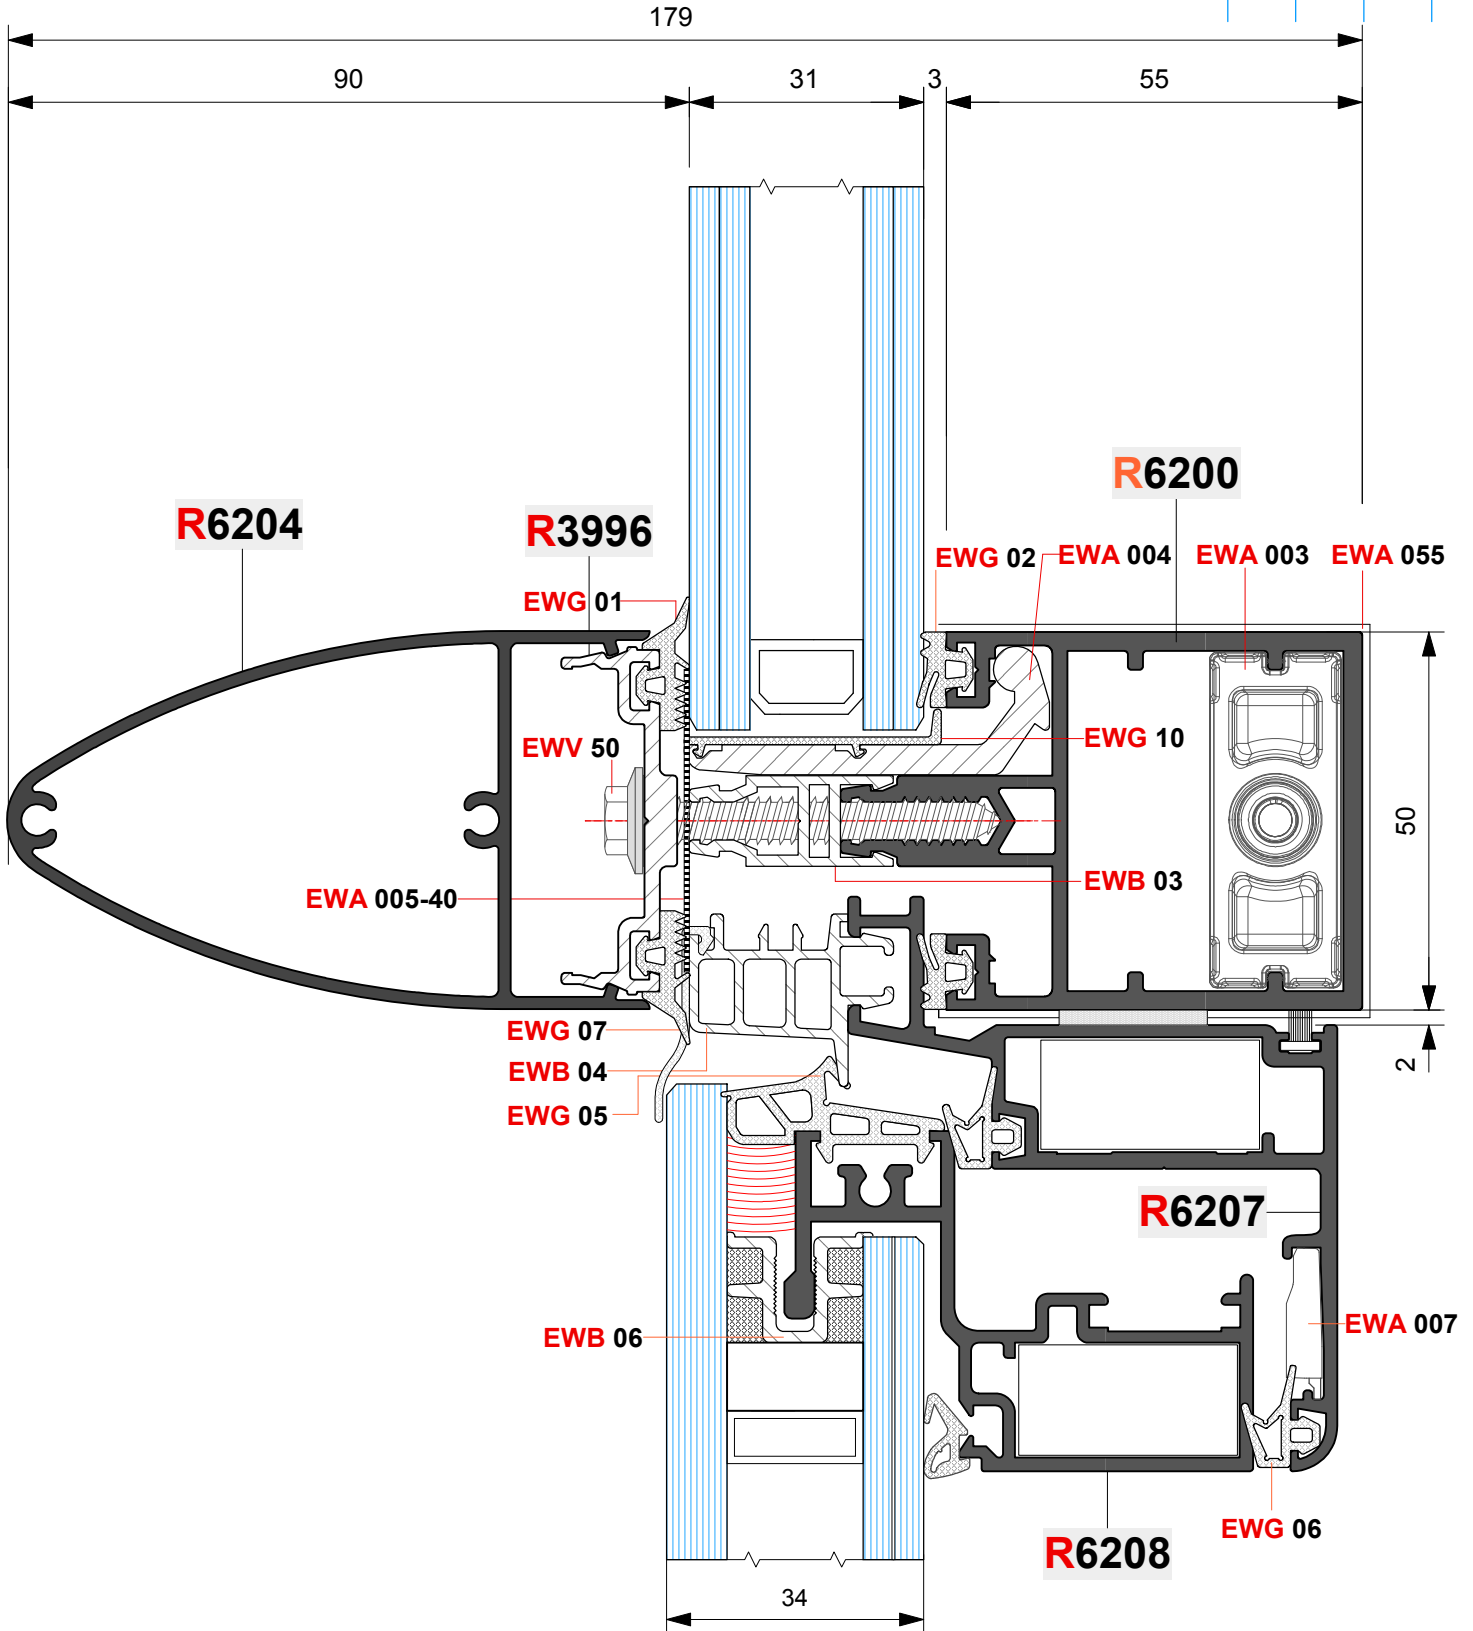 179
90
31
3
55
R6200
R6204
R3996
EWG 02
EWA 004
EWA 003
EWA 055
EWG 01
EWV 50
EWG 10
50
EWB 03
EWA 005-40
EWG 07
EWB 04
EWG 05
2
R6207
EWB 06
EWA 007
EWG 06
R6208
34